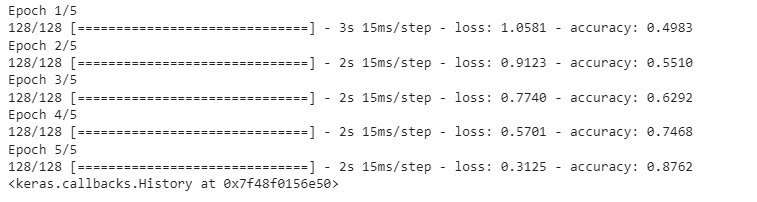 Epoch 1/5
128/128 [==============================] - 3s 15ms/step - loss: 1.0581 - accuracy: 0.4983
Epoch 2/5
128/128 [==============================] - 2s 15ms/step - loss: 0.9123 - accuracy: 0.5510
Epoch 3/5
128/128 [==============================] - 2s 15ms/step - loss: 0.7740 - accuracy: 0.6292
Epoch 4/5
128/128 [==============================] - 2s 15ms/step - loss: 0.5701 - accuracy: 0.7468
Epoch 5/5
128/128 [==============================] - 2s 15ms/step - loss: 0.3125 - accuracy: 0.8762
<keras.callbacks.History at 0x7f48f0156e50>